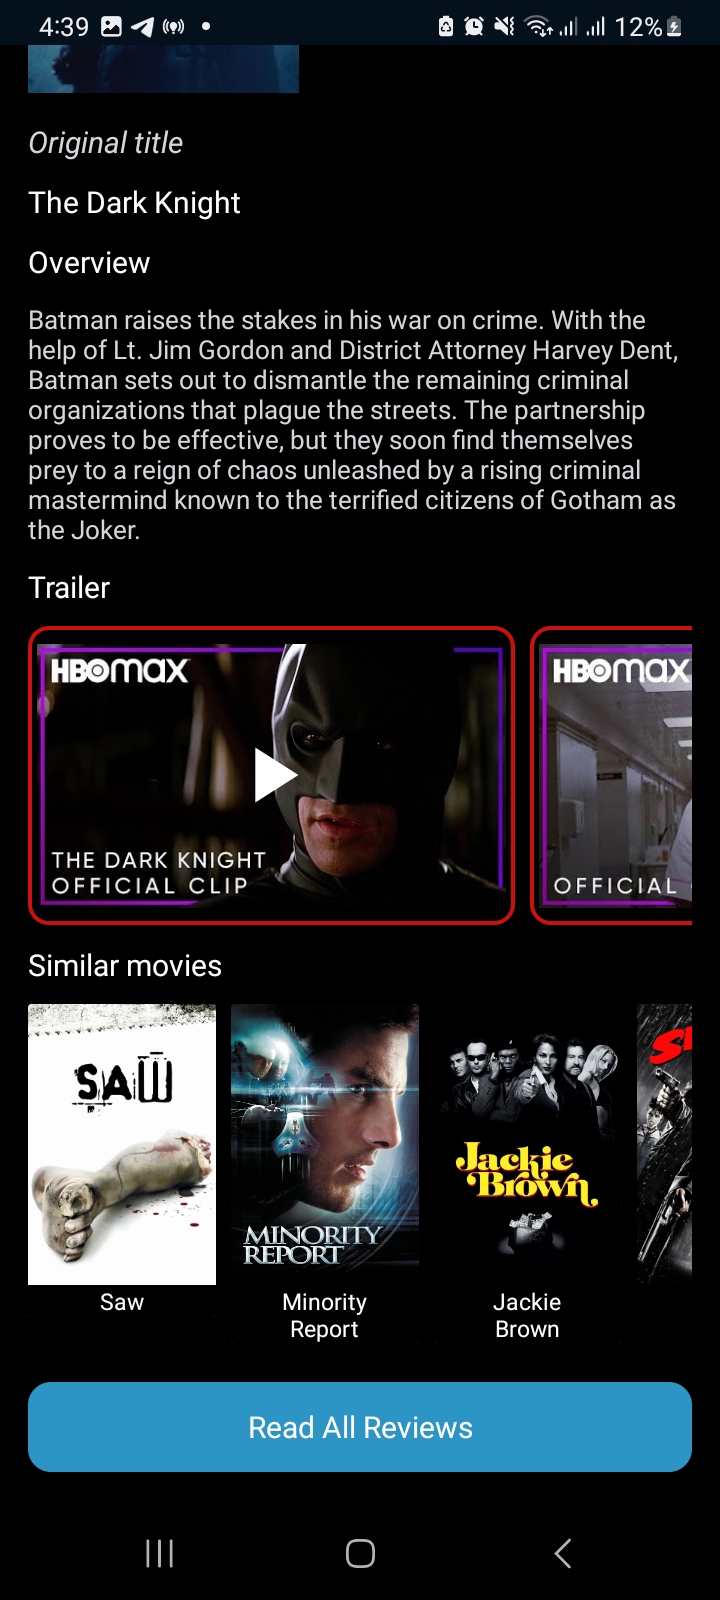 4:39
12%
Original title
The Dark Knight
Overview
Batman raises the stakes in his war on crime. With the
help of Lt. Jim Gordon and District Attorney Harvey Dent,
Batman sets out to dismantle the remaining criminal
organizations that plague the streets. The partnership
proves to be effective, but they soon find themselves
prey to a reign of chaos unleashed by a rising criminal
mastermind known to the terrified citizens of Gotham as
the Joker.
Trailer
HBOmax
THE DARK KNIGHT
OFFICIAL CLIP
HBOmax
OFFICIAL
Similar movies
SAW
MINORITY
REPORT
Jackie
Brown
Saw
Minority
Report
Jackie
Brown
Read All Reviews